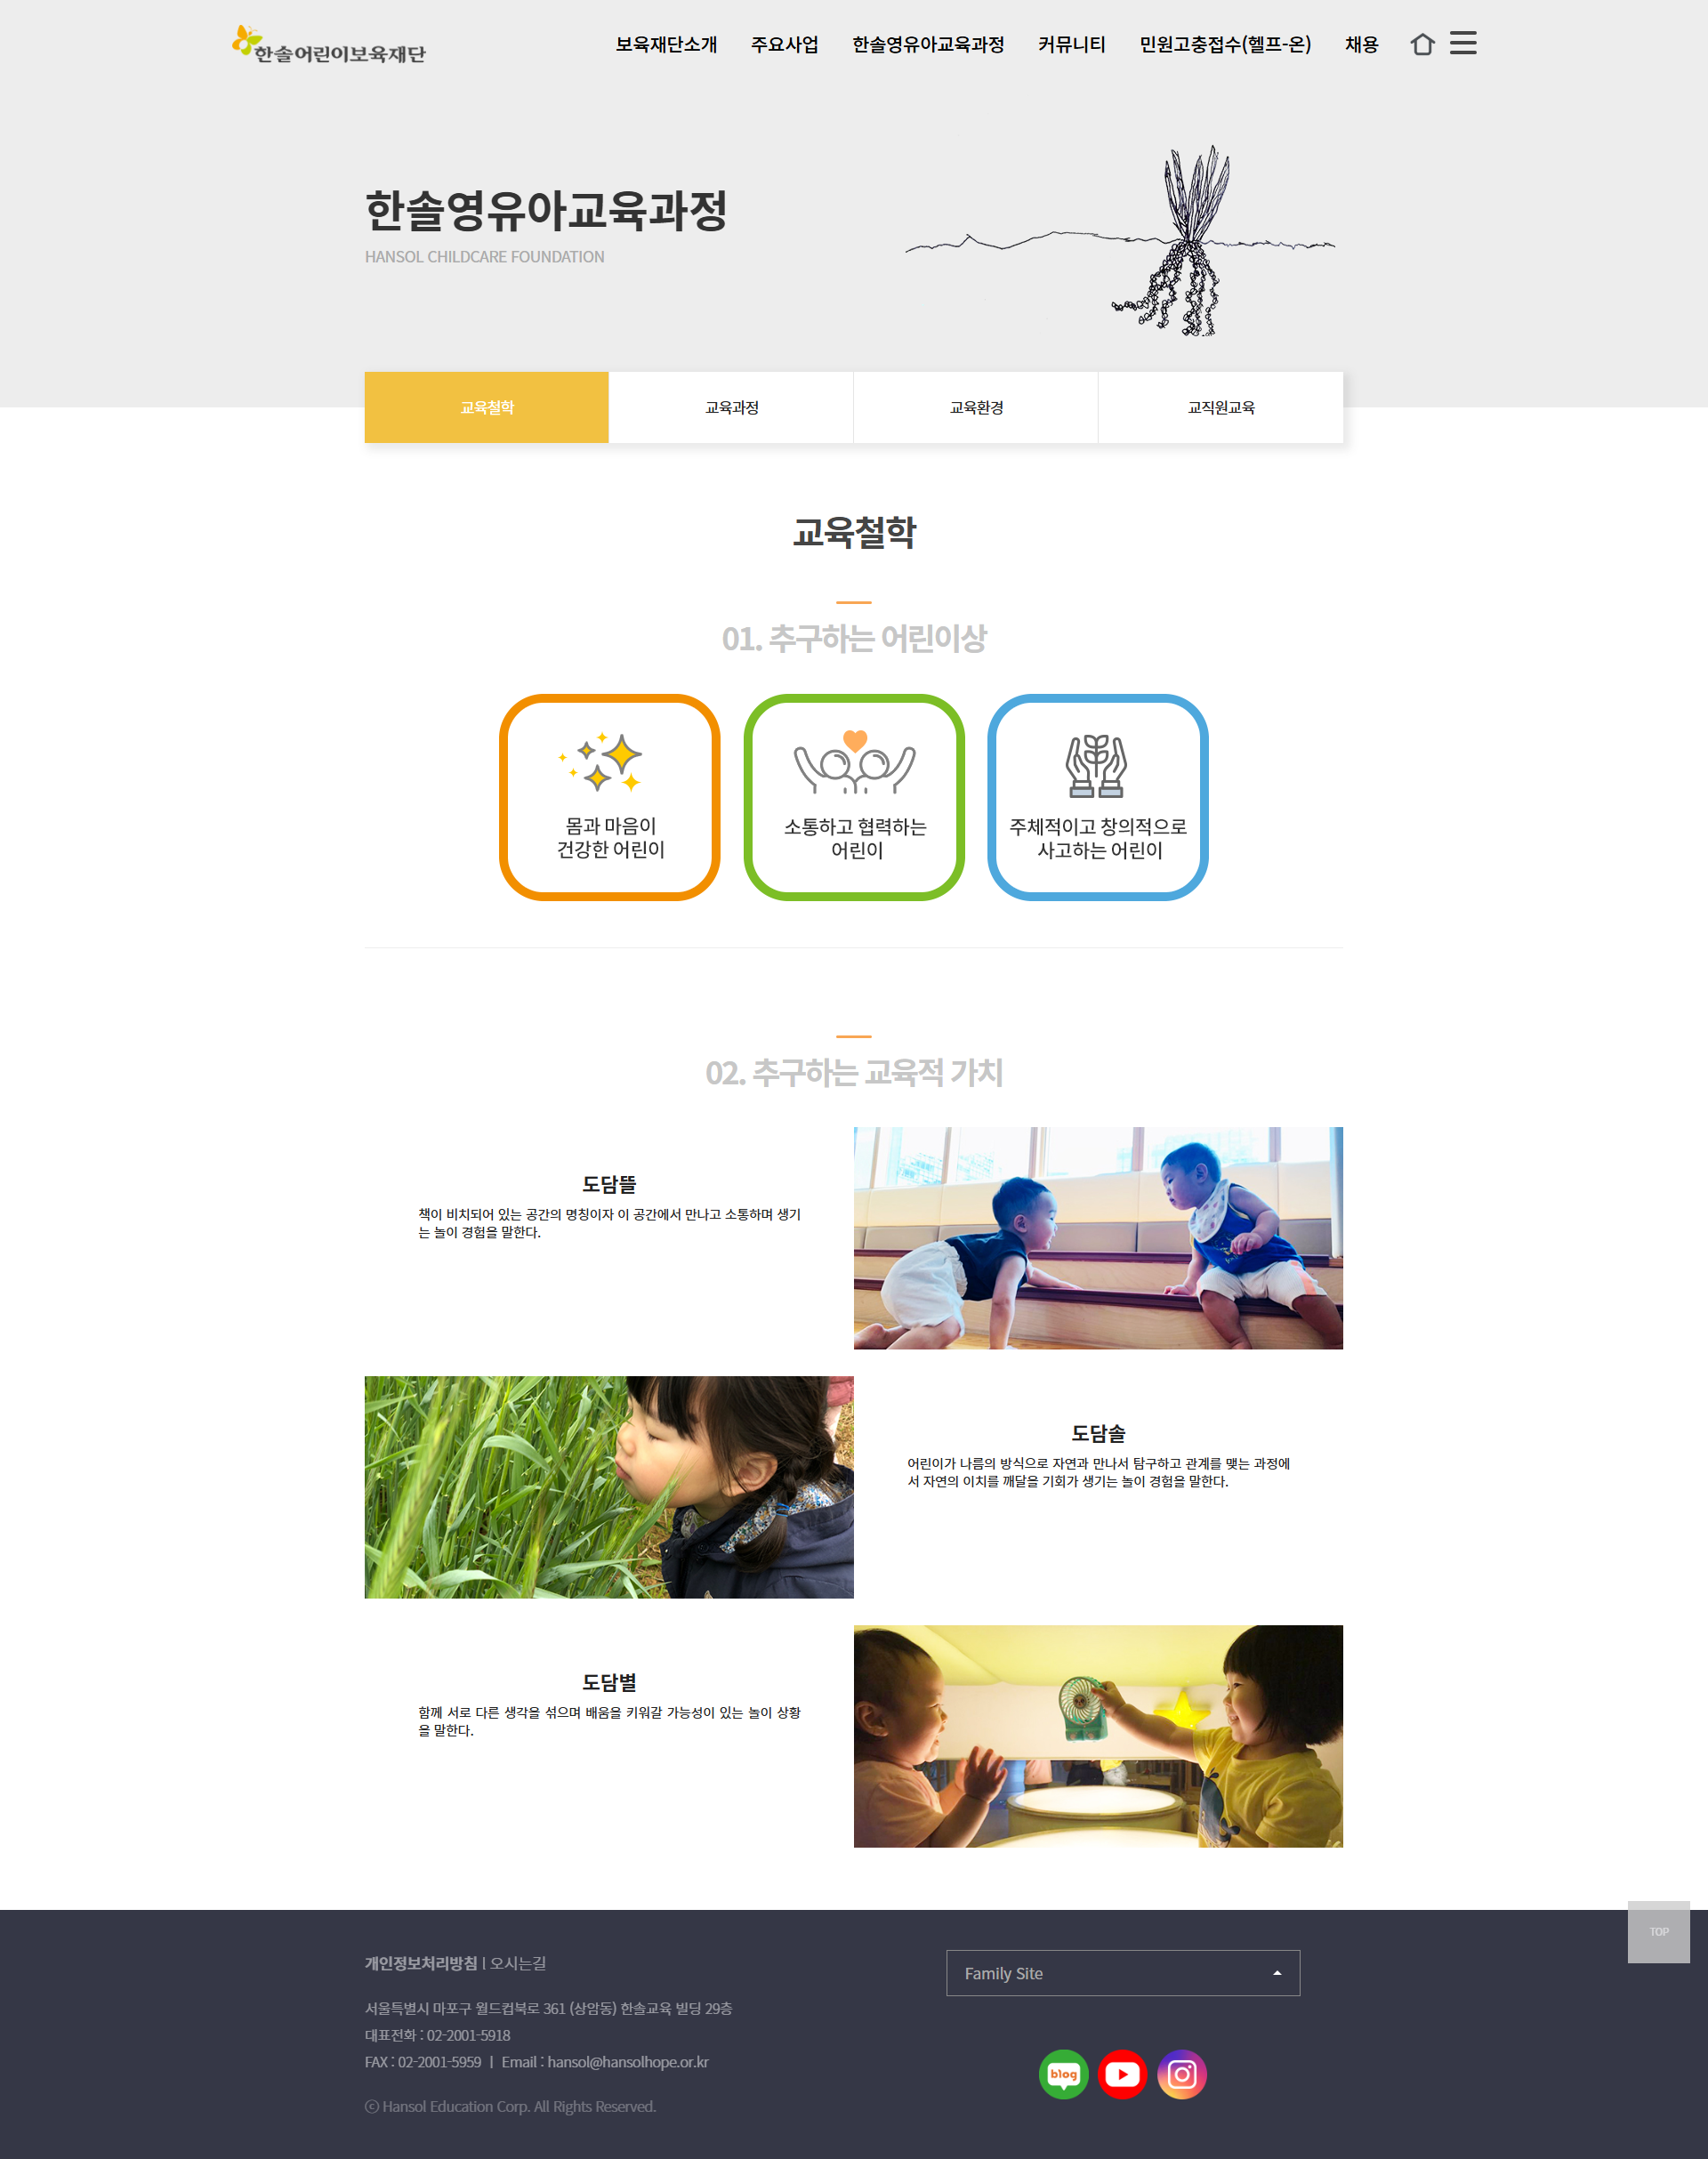 한솔어린이보육재단
보육재단소개 주요사업 한솔영유아교육과정 커뮤니티 민원고충접수(헬프-온) 채용
한솔영유아교육과정
HANSOL CHILDCARE FOUNDATION
교육철학 교육과정 교육환경 교직원교육
교육철학
01. 추구하는 어린이상
몸과 마음이
건강한 어린이
소통하고 협력하는
어린이
주체적이고 창의적으로
사고하는 어린이
02. 추구하는 교육적 가치
도담뜰
책이 비치되어 있는 공간의 명칭이자 이 공간에서 만나고 소통하며 생기
는 놀이 경험을 말한다.
도담솔
어린이가 나름의 방식으로 자연과 만나서 탐구하고 관계를 맺는 과정에
서 자연의 이치를 깨달을 기회가 생기는 놀이 경험을 말한다.
도담별
함께 서로 다른 생각을 섞으며 배움을 키워갈 가능성이 있는 놀이 상황
을 말한다.
TOP
개인정보처리방침 | 오시는길
Family Site
서울특별시 마포구 월드컵북로 361 (상암동) 한솔교육 빌딩 29층
대표전화 : 02-2001-5918
FAX : 02-2001-5959 | Email : hansol@hansolhope.or.kr
blog
ⓒ Hansol Education Corp. All Rights Reserved.